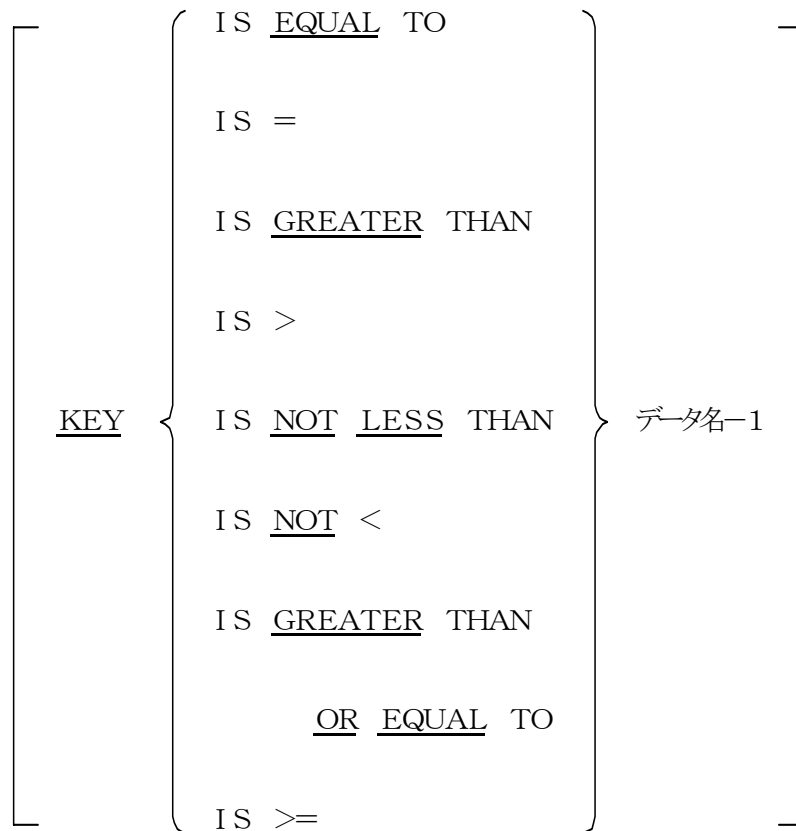 IS EQUAL TO
IS =
IS GREATER THAN
IS >
KEY IS NOT LESS THAN データ名-1
IS NOT <
IS GREATER THAN
OR EQUAL TO
IS >=